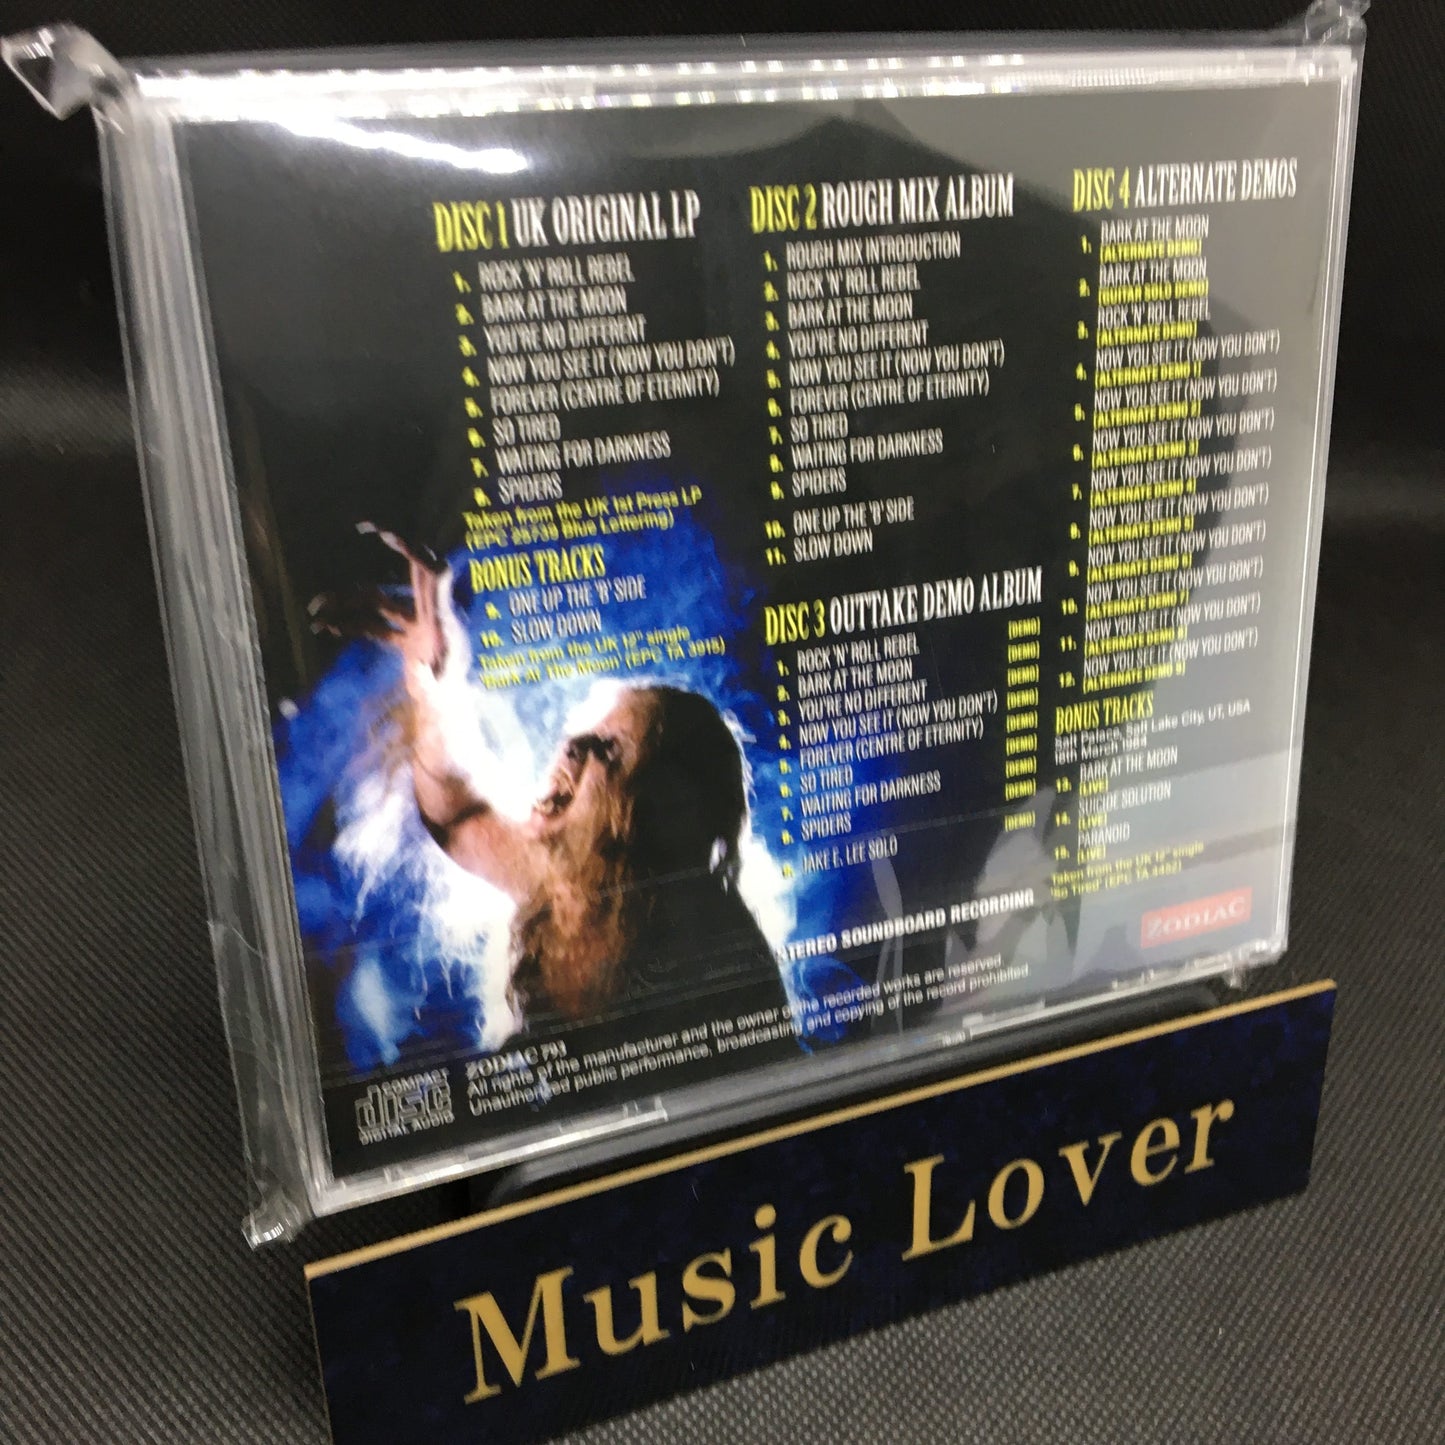 DISC 1 UK ORIGINAL LP
1. ROCK 'N' ROLL REBEL
2. BARK AT THE MOON
3. YOU'RE NO DIFFERENT
4. NOW YOU SEE IT (NOW YOU DON'T)
5. FOREVER (CENTRE OF ETERNITY)
6. SO TIRED
7. WAITING FOR DARKNESS
8. SPIDERS
Taken from the UK 1st Press LP
(EPC 25739 Blue Lettering)
BONUS TRACKS
9. ONE UP THE 'B' SIDE
10. SLOW DOWN
Taken from the UK 12" single
'Bark At The Moon' (EPC TA 3915)
DISC 2 ROUGH MIX ALBUM
1. ROUGH MIX INTRODUCTION
2. ROCK 'N' ROLL REBEL
3. BARK AT THE MOON
4. YOU'RE NO DIFFERENT
5. NOW YOU SEE IT (NOW YOU DON'T)
6. FOREVER (CENTRE OF ETERNITY)
7. SO TIRED
8. WAITING FOR DARKNESS
9. SPIDERS
10. ONE UP THE 'B' SIDE
11. SLOW DOWN
DISC 3 OUTTAKE DEMO ALBUM
1. ROCK 'N' ROLL REBEL [DEMO]
2. BARK AT THE MOON [DEMO]
3. YOU'RE NO DIFFERENT [DEMO]
4. NOW YOU SEE IT (NOW YOU DON'T) [DEMO]
5. FOREVER (CENTRE OF ETERNITY) [DEMO]
6. SO TIRED [DEMO]
7. WAITING FOR DARKNESS [DEMO]
8. SPIDERS [DEMO]
9. JAKE E. LEE SOLO
DISC 4 ALTERNATE DEMOS
1. BARK AT THE MOON
[ALTERNATE DEMO]
2. BARK AT THE MOON
[GUITAR SOLO DEMO]
3. ROCK 'N' ROLL REBEL
[ALTERNATE DEMO]
4. NOW YOU SEE IT (NOW YOU DON'T)
[ALTERNATE DEMO 1]
5. NOW YOU SEE IT (NOW YOU DON'T)
[ALTERNATE DEMO 2]
6. NOW YOU SEE IT (NOW YOU DON'T)
[ALTERNATE DEMO 3]
7. NOW YOU SEE IT (NOW YOU DON'T)
[ALTERNATE DEMO 4]
8. NOW YOU SEE IT (NOW YOU DON'T)
[ALTERNATE DEMO 5]
9. NOW YOU SEE IT (NOW YOU DON'T)
[ALTERNATE DEMO 6]
10. NOW YOU SEE IT (NOW YOU DON'T)
[ALTERNATE DEMO 7]
11. NOW YOU SEE IT (NOW YOU DON'T)
[ALTERNATE DEMO 8]
12. NOW YOU SEE IT (NOW YOU DON'T)
[ALTERNATE DEMO 9]
BONUS TRACKS
Salt Palace, Salt Lake City, UT, USA
18th March 1984
13. BARK AT THE MOON
[LIVE]
14. SUICIDE SOLUTION
[LIVE]
15. PARANOID
[LIVE]
Taken from the UK 12" single
'So Tired' (EPC TA 4452)
STEREO SOUNDBOARD RECORDING
ZODIAC
COMPACT
disc
DIGITAL AUDIO
ZODIAC 793
All rights of the manufacturer and the owner of the recorded works are reserved.
Unauthorized public performance, broadcasting and copying of the record prohibited.
Music Lover